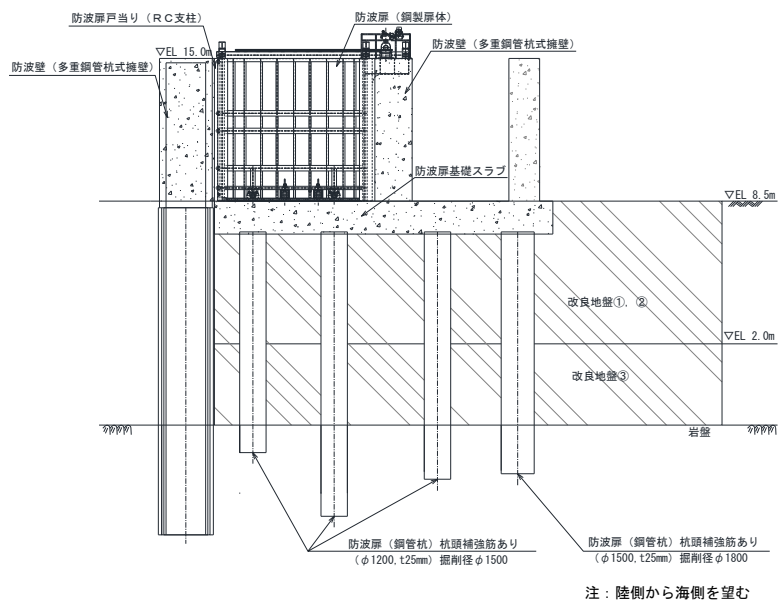 防波扉戸当り（ＲＣ支柱）
防波扉（鋼製扉体）
▽EL 15.0m
防波壁（多重鋼管杭式擁壁）
防波壁（多重鋼管杭式擁壁）
防波扉基礎スラブ
▽EL 8.5m
改良地盤①，②
▽EL 2.0m
改良地盤③
岩盤
防波扉（鋼管杭）杭頭補強筋あり
（φ1200，t25mm）掘削径φ1500
防波扉（鋼管杭）杭頭補強筋あり
（φ1500，t25mm）掘削径φ1800
注：陸側から海側を望む